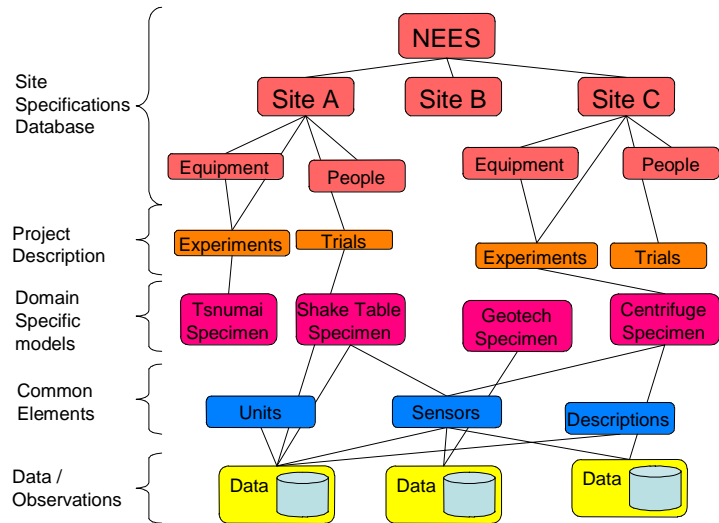 NEES
Site
Specifications
Database
Site A
Site B
Site C
Equipment
People
Equipment
People
Project
Description
Experiments
Trials
Experiments
Trials
Domain
Specific
models
Tsnumai
Specimen
Shake Table
Specimen
Geotech
Specimen
Centrifuge
Specimen
Common
Elements
Units
Sensors
Descriptions
Data /
Observations
Data
Data
Data